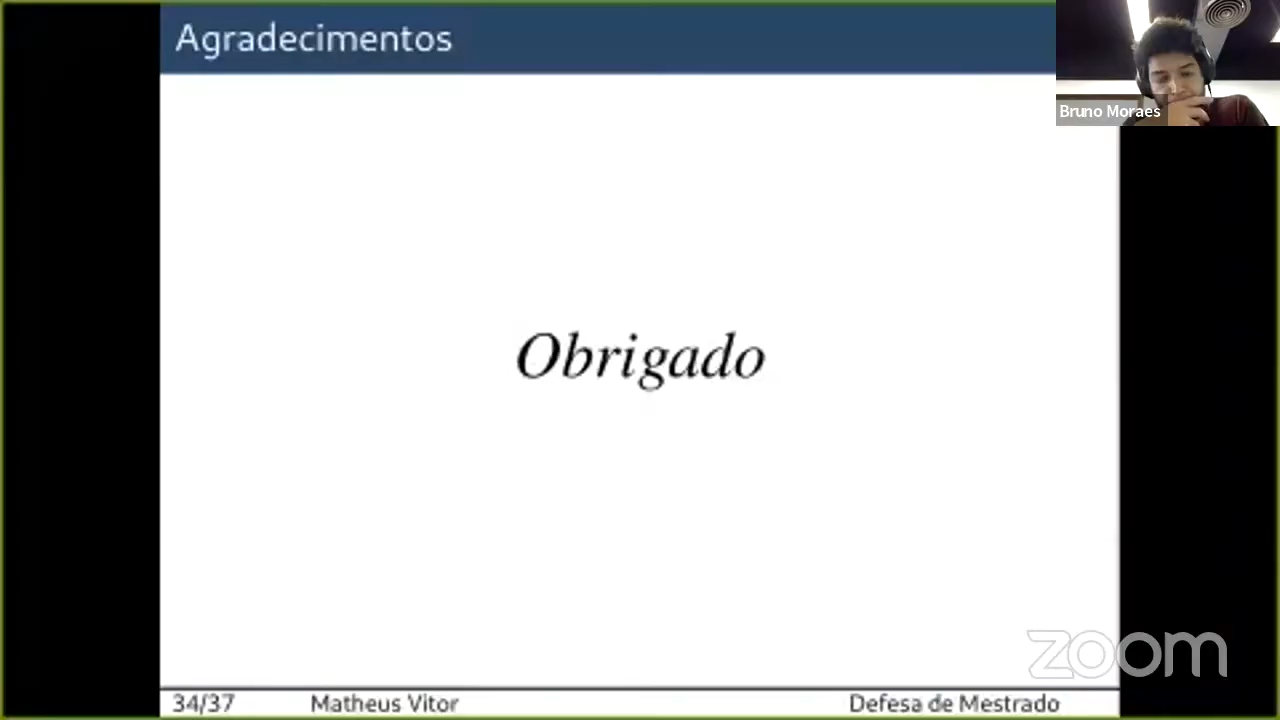 Agradecimentos
Bruno Moraes
Obrigado
zoom
34/37 Matheus Vitor Defesa de Mestrado